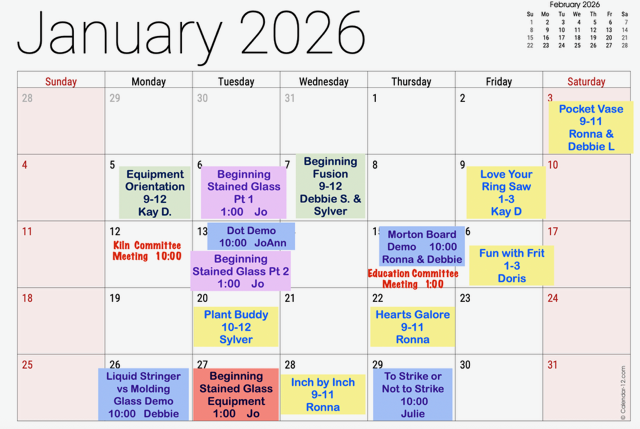 January 2026
February 2026
Su Mo Tu We Th Fr Sa
1 2 3 4 5 6 7
8 9 10 11 12 13 14
15 16 17 18 19 20 21
22 23 24 25 26 27 28
Sunday Monday Tuesday Wednesday Thursday Friday Saturday
28 29 30 31 1 2 3
Pocket Vase
9-11
Ronna &
Debbie L
4 5 6 7 8 9 10
Equipment
Orientation
9-12
Kay D.
Beginning
Stained Glass
Pt 1
1:00 Jo
Beginning
Fusion
9-12
Debbie S. &
Sylver
Love Your
Ring Saw
1-3
Kay D
11 12 13 15 16 17
Kiln Committee
Meeting 10:00
Dot Demo
10:00 JoAnn
Beginning
Stained Glass Pt 2
1:00 Jo
Morton Board
Demo 10:00
Ronna & Debbie
Education Committee
Meeting 1:00
Fun with Frit
1-3
Doris
18 19 20 21 22 23 24
Plant Buddy
10-12
Sylver
Hearts Galore
9-11
Ronna
25 26 27 28 29 30 31
Liquid Stringer
vs Molding
Glass Demo
10:00 Debbie
Beginning
Stained Glass
Equipment
1:00 Jo
Inch by Inch
9-11
Ronna
To Strike or
Not to Strike
10:00
Julie
© Calendar-12.com